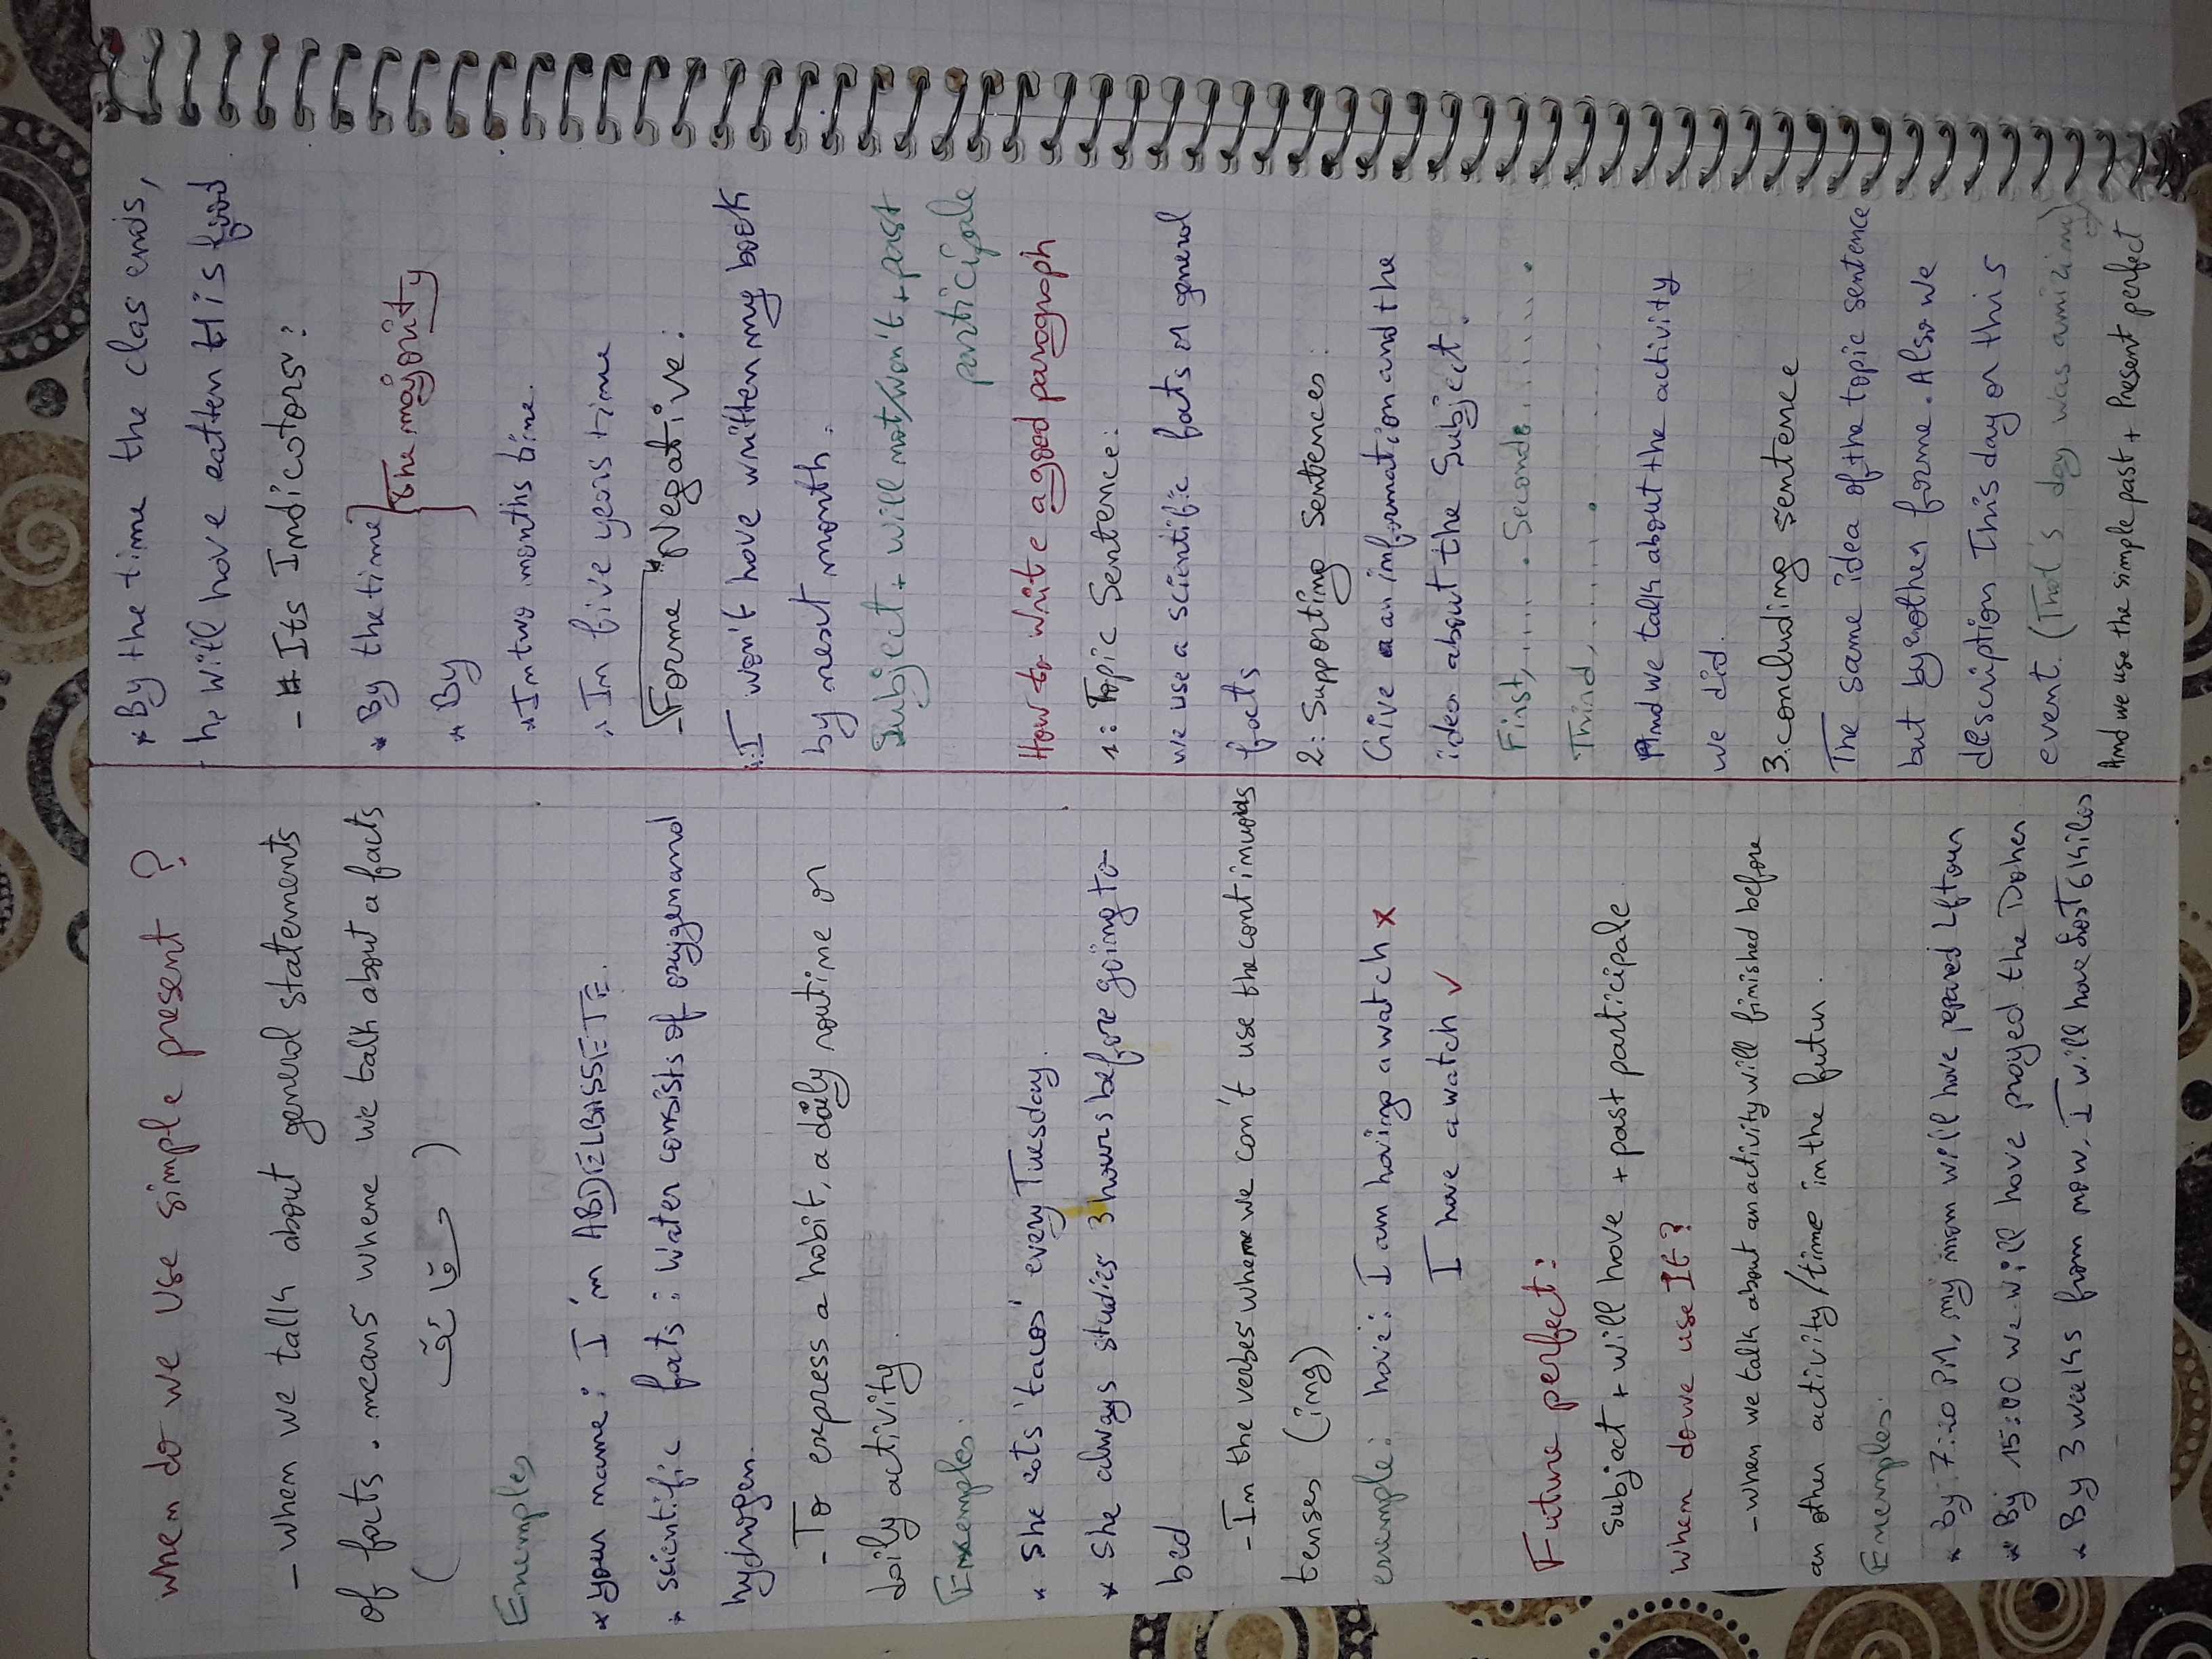 when do we use simple present ?
- when we talk about general statements
of facts . means where we talk about a facts
( حقائق )
Exemples
* your name : I'm ABDELBASSETE.
* scientific facts : Water consists of oxygen and
hydrogen.
- To express a habit, a daily routine or
daily activity.
Exemples:
* She eats 'tacos' every Tuesday.
* She always studies 3 hours before going to
bed
- In the verbes where we can't use the continuous
tenses (ing)
exemple: have: I am having a watch ×
I have a watch ✓
Future perfect:
subject + will have + past participale
when do we use It ?
- when we talk about an activity will finished before
an other activity/time in the futur.
Exemples:
* By 7:20 PM, my mom will have pepared Lftour
* By 15:00 we will have prayed the Doher
* By 3 weeks from now, I will have Lost 6 kilos
* By the time the clas ends,
he will have eatten His food
- Its Indicators :
* By the time
* By
The majority
* In two months time.
* In five years time
- Forme Negative :
* I won't have written my book
by next month.
Subject + will not/won't + past
participale
How to write a good paragraph
1: Topic Sentence:
we use a scientific facts or general
facts
2: Supporting Sentences:
Give an information and the
idea about the Subject.
First, ..... . Seconde ....... .
Third, ....... .
And we talk about the activity
we did.
3. concluding sentence
The same idea of the topic sentence
but by another forme. Also we
description This day or this
event. (That's day was amizing)
And we use the simple past + Present perfect